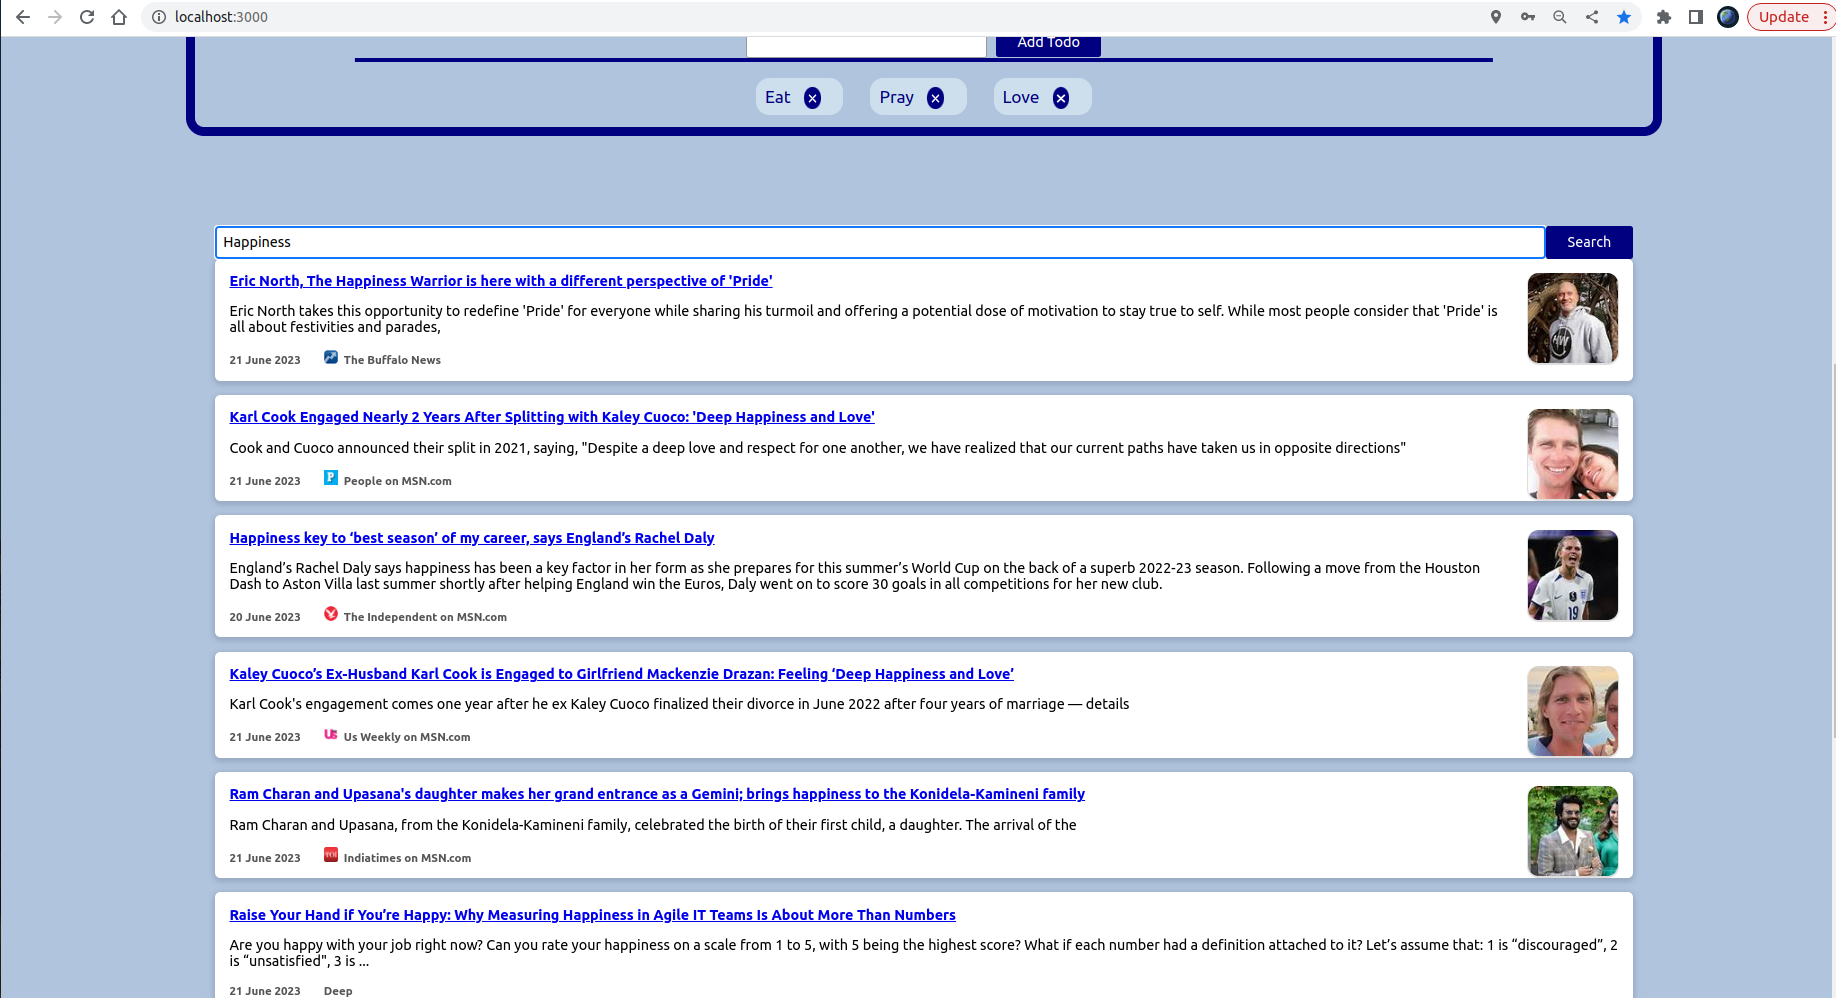 localhost:3000
Update
Add Todo
Eat
Pray
Love
Happiness
Search
Eric North, The Happiness Warrior is here with a different perspective of 'Pride'
Eric North takes this opportunity to redefine 'Pride' for everyone while sharing his turmoil and offering a potential dose of motivation to stay true to self. While most people consider that 'Pride' is
all about festivities and parades,
21 June 2023 The Buffalo News
Karl Cook Engaged Nearly 2 Years After Splitting with Kaley Cuoco: 'Deep Happiness and Love'
Cook and Cuoco announced their split in 2021, saying, "Despite a deep love and respect for one another, we have realized that our current paths have taken us in opposite directions"
21 June 2023 People on MSN.com
Happiness key to ‘best season’ of my career, says England’s Rachel Daly
England’s Rachel Daly says happiness has been a key factor in her form as she prepares for this summer’s World Cup on the back of a superb 2022-23 season. Following a move from the Houston
Dash to Aston Villa last summer shortly after helping England win the Euros, Daly went on to score 30 goals in all competitions for her new club.
20 June 2023 The Independent on MSN.com
Kaley Cuoco’s Ex-Husband Karl Cook is Engaged to Girlfriend Mackenzie Drazan: Feeling ‘Deep Happiness and Love’
Karl Cook's engagement comes one year after he ex Kaley Cuoco finalized their divorce in June 2022 after four years of marriage — details
21 June 2023 Us Weekly on MSN.com
Ram Charan and Upasana's daughter makes her grand entrance as a Gemini; brings happiness to the Konidela-Kamineni family
Ram Charan and Upasana, from the Konidela-Kamineni family, celebrated the birth of their first child, a daughter. The arrival of the
21 June 2023 Indiatimes on MSN.com
Raise Your Hand if You’re Happy: Why Measuring Happiness in Agile IT Teams Is About More Than Numbers
Are you happy with your job right now? Can you rate your happiness on a scale from 1 to 5, with 5 being the highest score? What if each number had a definition attached to it? Let’s assume that: 1 is “discouraged”, 2
is “unsatisfied", 3 is ...
21 June 2023 Deep